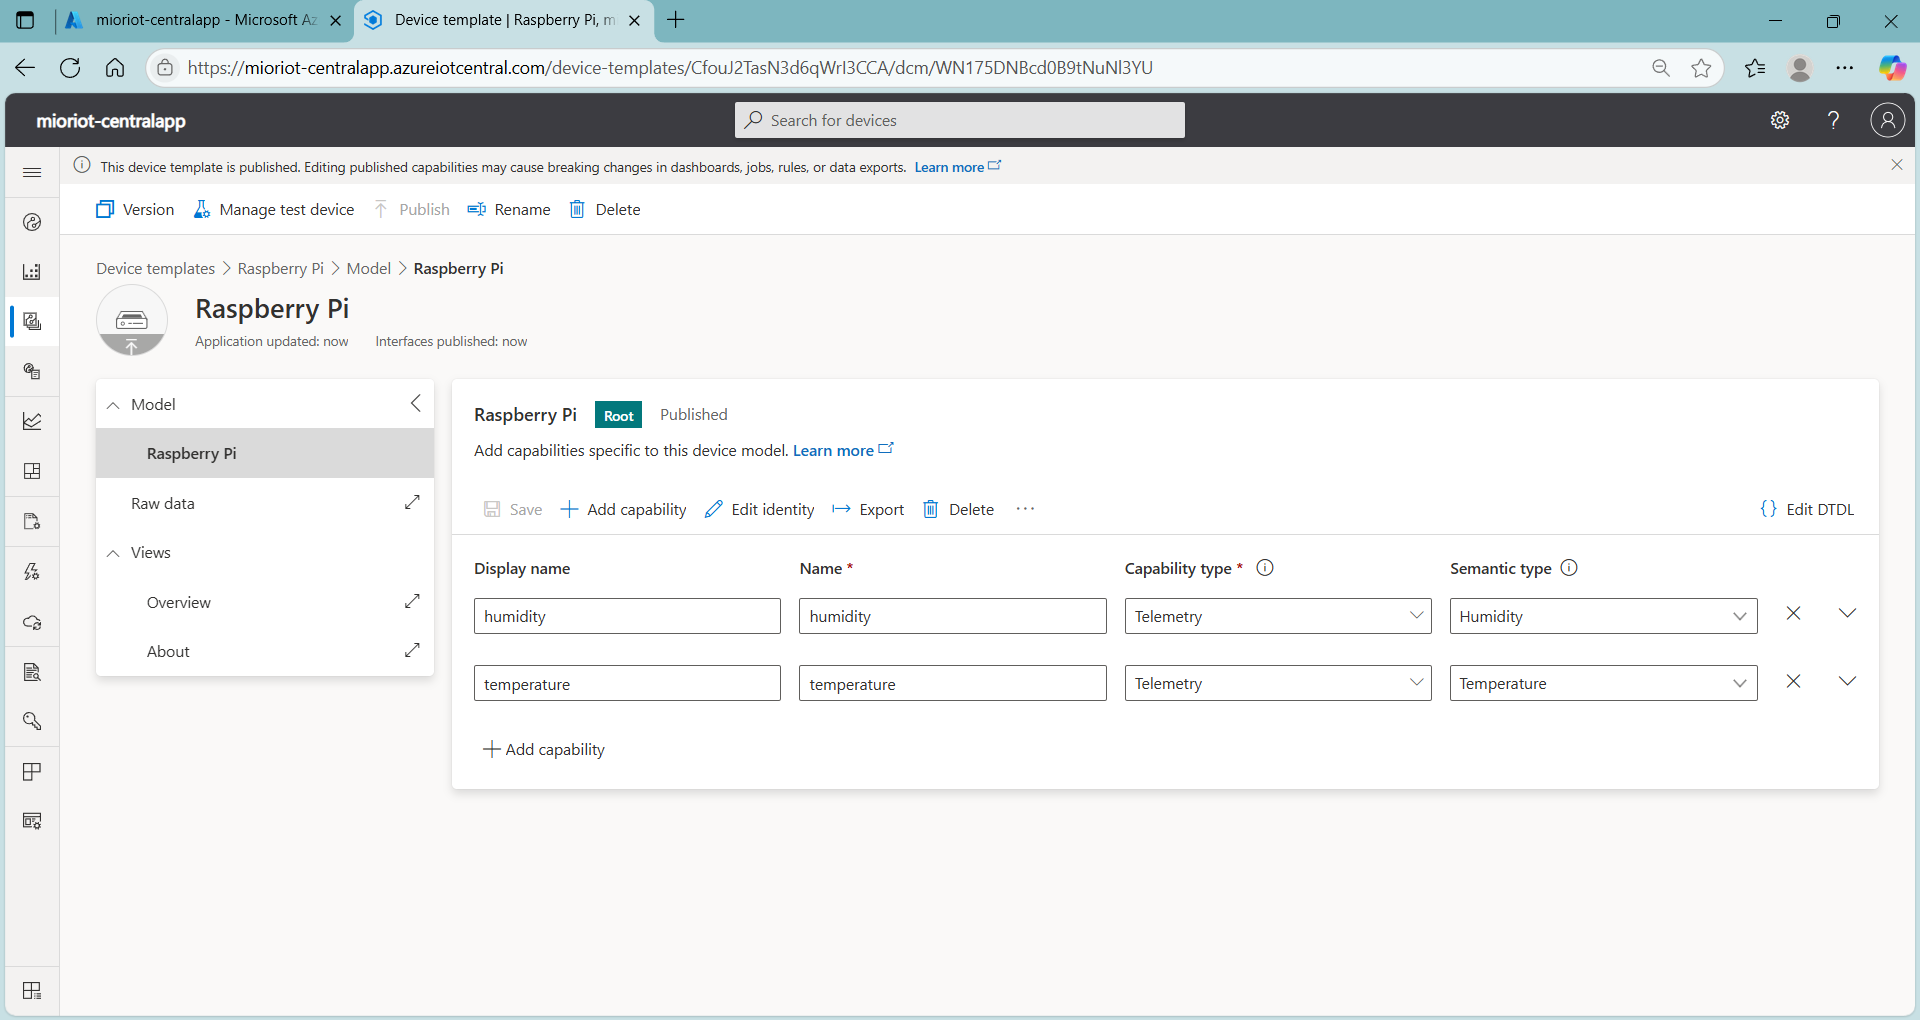 mioriot-centralapp - Microsoft Az
Device template | Raspberry Pi, m
https://mioriot-centralapp.azureiotcentral.com/device-templates/CfouJ2TasN3d6qWrI3CCA/dcm/WN175DNBcd0B9tNuNl3YU
mioriot-centralapp
Search for devices
This device template is published. Editing published capabilities may cause breaking changes in dashboards, jobs, rules, or data exports. Learn more
Version Manage test device Publish Rename Delete
Device templates > Raspberry Pi > Model > Raspberry Pi
Raspberry Pi
Application updated: now Interfaces published: now
Model
Raspberry Pi
Raw data
Views
Overview
About
Raspberry Pi Root Published
Add capabilities specific to this device model. Learn more
Save Add capability Edit identity Export Delete ··· {} Edit DTDL
Display name Name * Capability type * Semantic type
humidity humidity Telemetry Humidity
temperature temperature Telemetry Temperature
Add capability